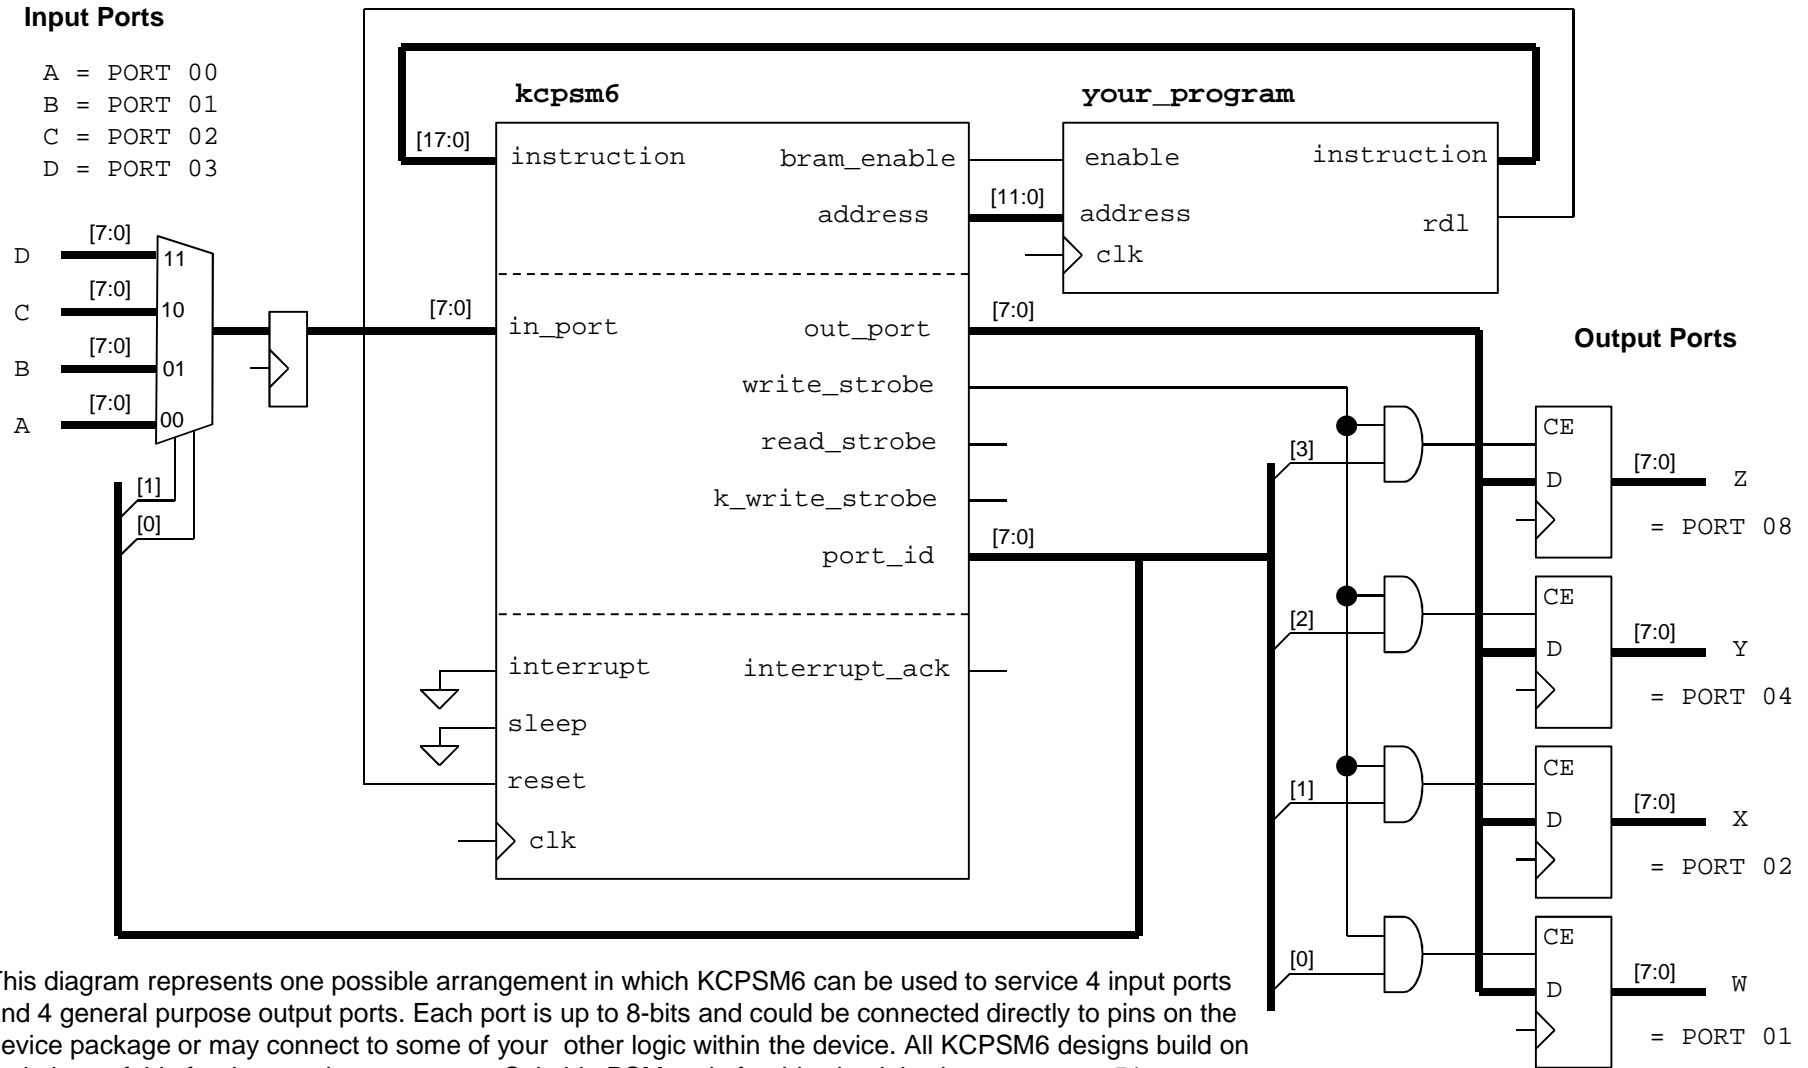 Input Ports
A = PORT 00
B = PORT 01
C = PORT 02
D = PORT 03
kcpsm6
your_program
[17:0]
instruction
bram_enable
address
[11:0]
enable
address
clk
instruction
rdl
D
[7:0]
11
C
[7:0]
10
B
[7:0]
01
A
[7:0]
00
[1]
[0]
[7:0]
in_port
out_port
[7:0]
write_strobe
read_strobe
k_write_strobe
port_id
[7:0]
interrupt
interrupt_ack
sleep
reset
clk
Output Ports
[3]
CE
D
[7:0]
Z
= PORT 08
[2]
CE
D
[7:0]
Y
= PORT 04
[1]
CE
D
[7:0]
X
= PORT 02
[0]
CE
D
[7:0]
W
= PORT 01
This diagram represents one possible arrangement in which KCPSM6 can be used to service 4 input ports
and 4 general purpose output ports. Each port is up to 8-bits and could be connected directly to pins on the
device package or may connect to some of your other logic within the device. All KCPSM6 designs build on